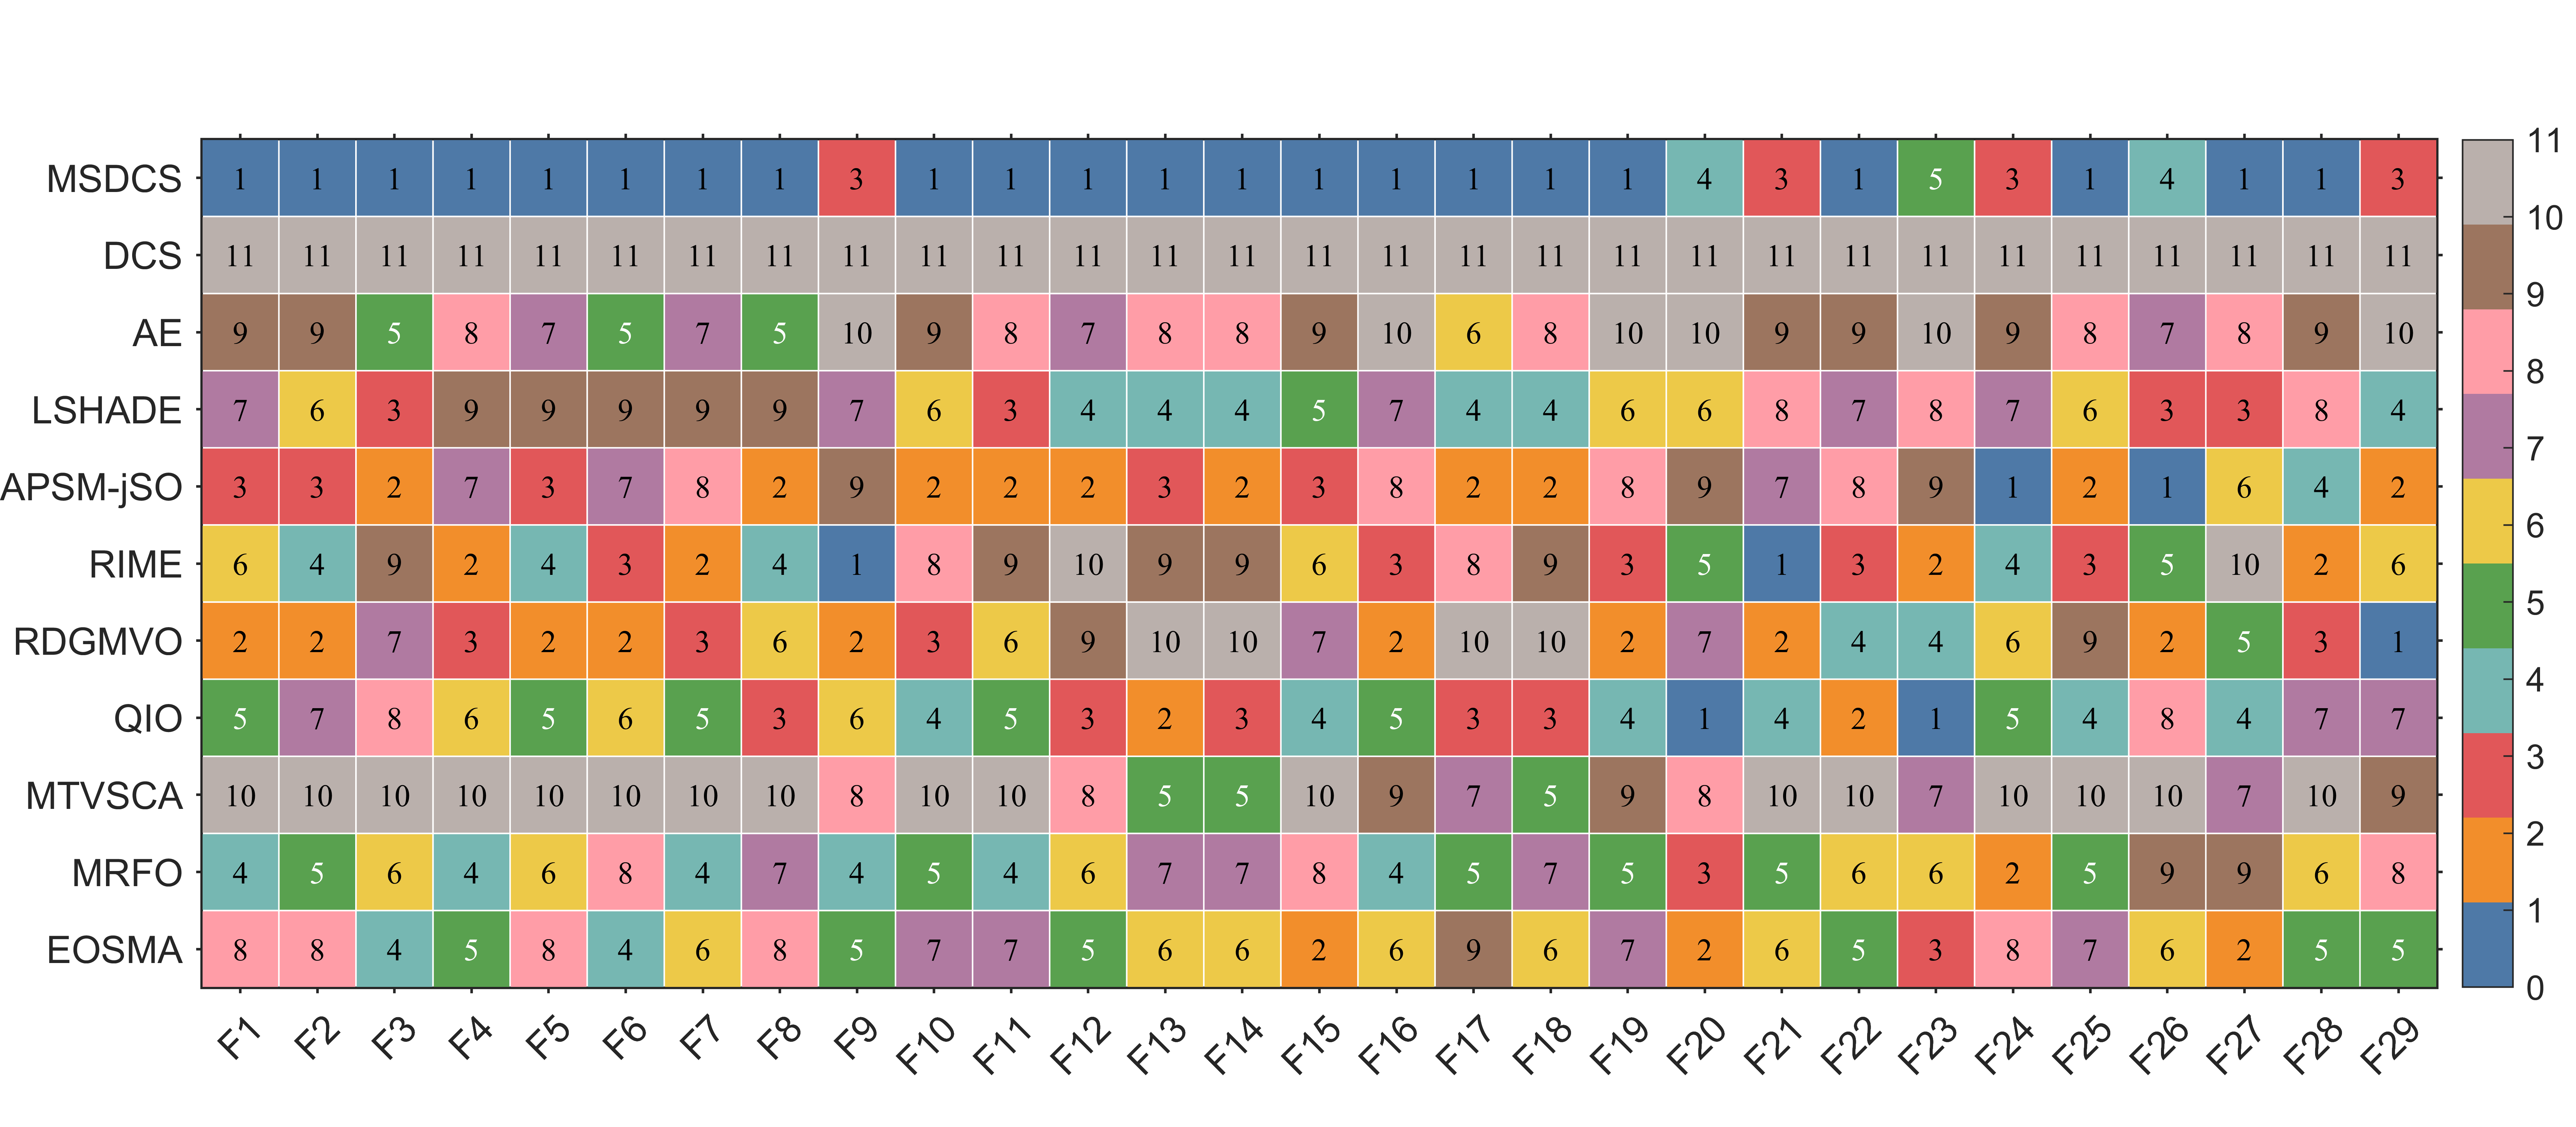 MSDCS 1 1 1 1 1 1 1 1 3 1 1 1 1 1 1 1 1 1 1 4 3 1 5 3 1 4 1 1 3
DCS 11 11 11 11 11 11 11 11 11 11 11 11 11 11 11 11 11 11 11 11 11 11 11 11 11 11 11 11 11
AE 9 9 5 8 7 5 7 5 10 9 8 7 8 8 9 10 6 8 10 10 9 9 10 9 8 7 8 9 10
LSHADE 7 6 3 9 9 9 9 9 7 6 3 4 4 4 5 7 4 4 6 6 8 7 8 7 6 3 3 8 4
APSM-jSO 3 3 2 7 3 7 8 2 9 2 2 2 3 2 3 8 2 2 8 9 7 8 9 1 2 1 6 4 2
RIME 6 4 9 2 4 3 2 4 1 8 9 10 9 9 6 3 8 9 3 5 1 3 2 4 3 5 10 2 6
RDGMVO 2 2 7 3 2 2 3 6 2 3 6 9 10 10 7 2 10 10 2 7 2 4 4 6 9 2 5 3 1
QIO 5 7 8 6 5 6 5 3 6 4 5 3 2 3 4 5 3 3 4 1 4 2 1 5 4 8 4 7 7
MTVSCA 10 10 10 10 10 10 10 10 8 10 10 8 5 5 10 9 7 5 9 8 10 10 7 10 10 10 7 10 9
MRFO 4 5 6 4 6 8 4 7 4 5 4 6 7 7 8 4 5 7 5 3 5 6 6 2 5 9 9 6 8
EOSMA 8 8 4 5 8 4 6 8 5 7 7 5 6 6 2 6 9 6 7 2 6 5 3 8 7 6 2 5 5
F1 F2 F3 F4 F5 F6 F7 F8 F9 F10 F11 F12 F13 F14 F15 F16 F17 F18 F19 F20 F21 F22 F23 F24 F25 F26 F27 F28 F29
11
10
9
8
7
6
5
4
3
2
1
0